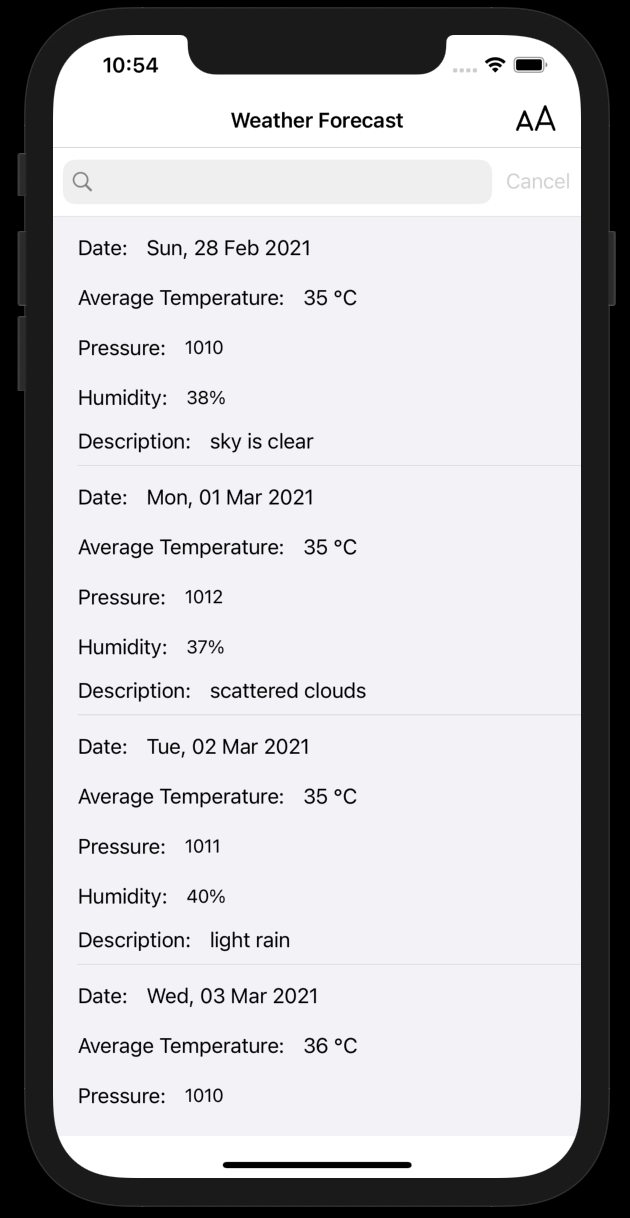 10:54
Weather Forecast AA
Cancel
Date: Sun, 28 Feb 2021
Average Temperature: 35 °C
Pressure: 1010
Humidity: 38%
Description: sky is clear
Date: Mon, 01 Mar 2021
Average Temperature: 35 °C
Pressure: 1012
Humidity: 37%
Description: scattered clouds
Date: Tue, 02 Mar 2021
Average Temperature: 35 °C
Pressure: 1011
Humidity: 40%
Description: light rain
Date: Wed, 03 Mar 2021
Average Temperature: 36 °C
Pressure: 1010